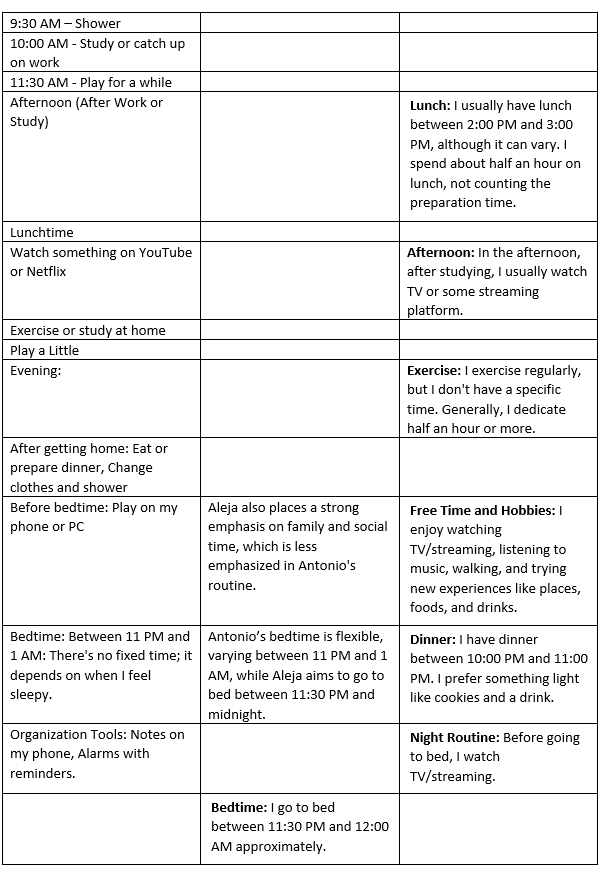 9:30 AM – Shower
10:00 AM - Study or catch up
on work
11:30 AM - Play for a while
Afternoon (After Work or
Study)
Lunch: I usually have lunch
between 2:00 PM and 3:00
PM, although it can vary. I
spend about half an hour on
lunch, not counting the
preparation time.
Lunchtime
Watch something on YouTube
or Netflix
Afternoon: In the afternoon,
after studying, I usually watch
TV or some streaming
platform.
Exercise or study at home
Play a Little
Evening:
Exercise: I exercise regularly,
but I don't have a specific
time. Generally, I dedicate
half an hour or more.
After getting home: Eat or
prepare dinner, Change
clothes and shower
Before bedtime: Play on my
phone or PC
Aleja also places a strong
emphasis on family and social
time, which is less
emphasized in Antonio's
routine.
Free Time and Hobbies: I
enjoy watching
TV/streaming, listening to
music, walking, and trying
new experiences like places,
foods, and drinks.
Bedtime: Between 11 PM and
1 AM: There's no fixed time; it
depends on when I feel
sleepy.
Antonio’s bedtime is flexible,
varying between 11 PM and 1
AM, while Aleja aims to go to
bed between 11:30 PM and
midnight.
Dinner: I have dinner
between 10:00 PM and 11:00
PM. I prefer something light
like cookies and a drink.
Organization Tools: Notes on
my phone, Alarms with
reminders.
Night Routine: Before going
to bed, I watch
TV/streaming.
Bedtime: I go to bed
between 11:30 PM and 12:00
AM approximately.